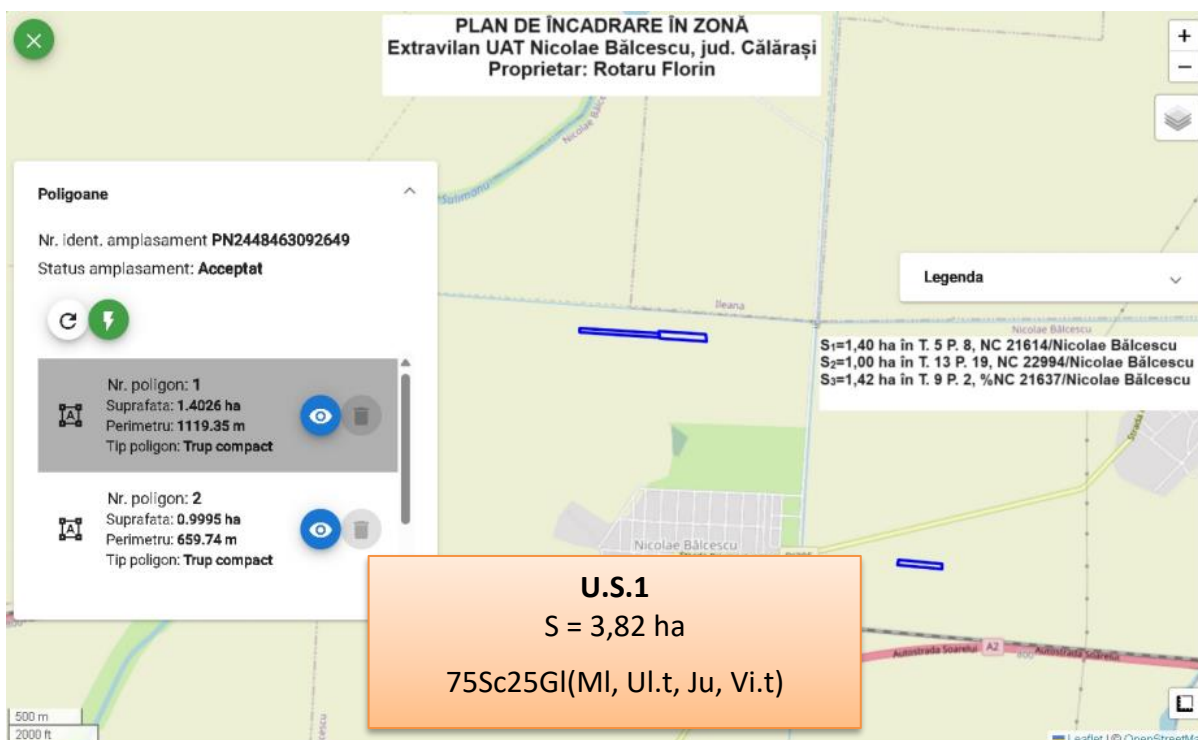 PLAN DE ÎNCADRARE ÎN ZONĂ
Extravilan UAT Nicolae Bălcescu, jud. Călărași
Proprietar: Rotaru Florin
+
−
Nicolae
Sulimanu
Poligoane
Nr. ident. amplasament PN2448463092649
Status amplasament: Acceptat
Nr. poligon: 1
Suprafata: 1.4026 ha
Perimetru: 1119.35 m
Tip poligon: Trup compact
Nr. poligon: 2
Suprafata: 0.9995 ha
Perimetru: 659.74 m
Tip poligon: Trup compact
Legenda
Ileana
Nicolae Bălcescu
S₁=1,40 ha în T. 5 P. 8, NC 21614/Nicolae Bălcescu
S₂=1,00 ha în T. 13 P. 19, NC 22994/Nicolae Bălcescu
S₃=1,42 ha în T. 9 P. 2, %NC 21637/Nicolae Bălcescu
Strada
Nicolae Bălcescu
U.S.1
S = 3,82 ha
75Sc25Gl(Ml, Ul.t, Ju, Vi.t)
Autostrada Soarelui
A2
Autostrada Soarelui
500 m
2000 ft
Leaflet | © OpenStreetMa